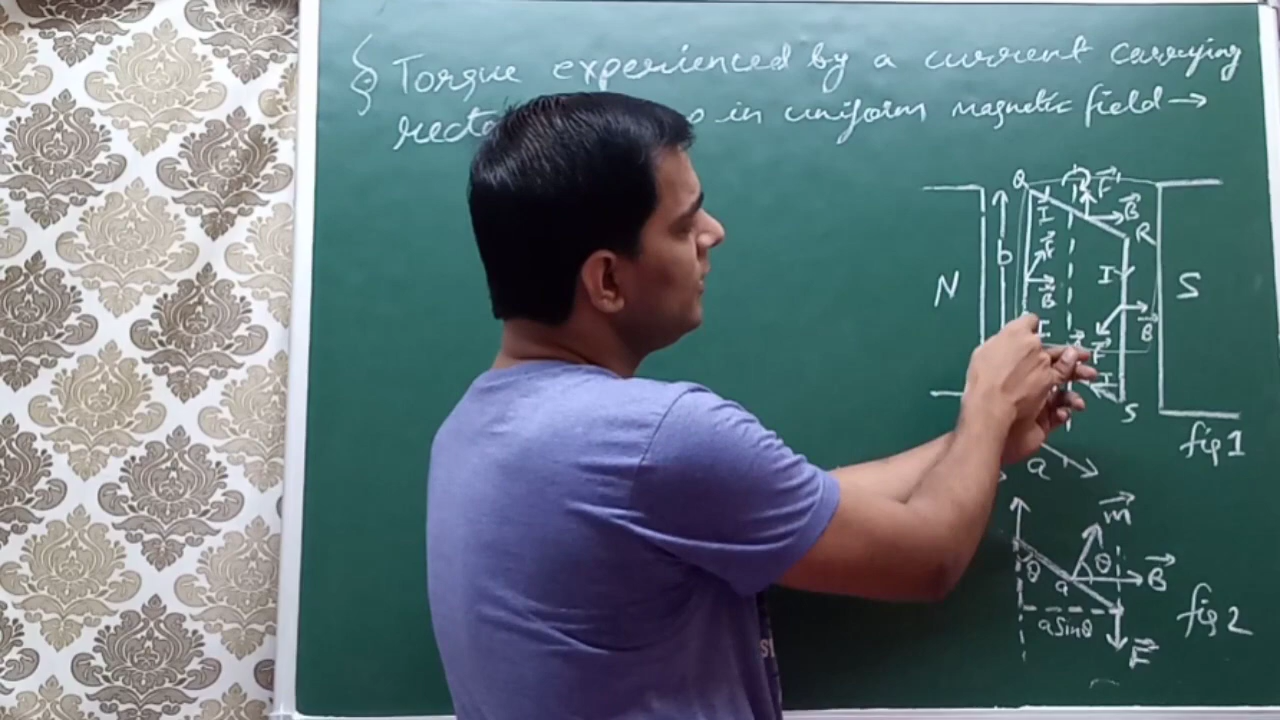 § Torque experienced by a current carrying
in uniform magnetic field →
Q F' B
I R
b F
B I
N S
B
I F
I
S
fig 1
a
m
θ θ B
a
a Sinθ fig 2
F